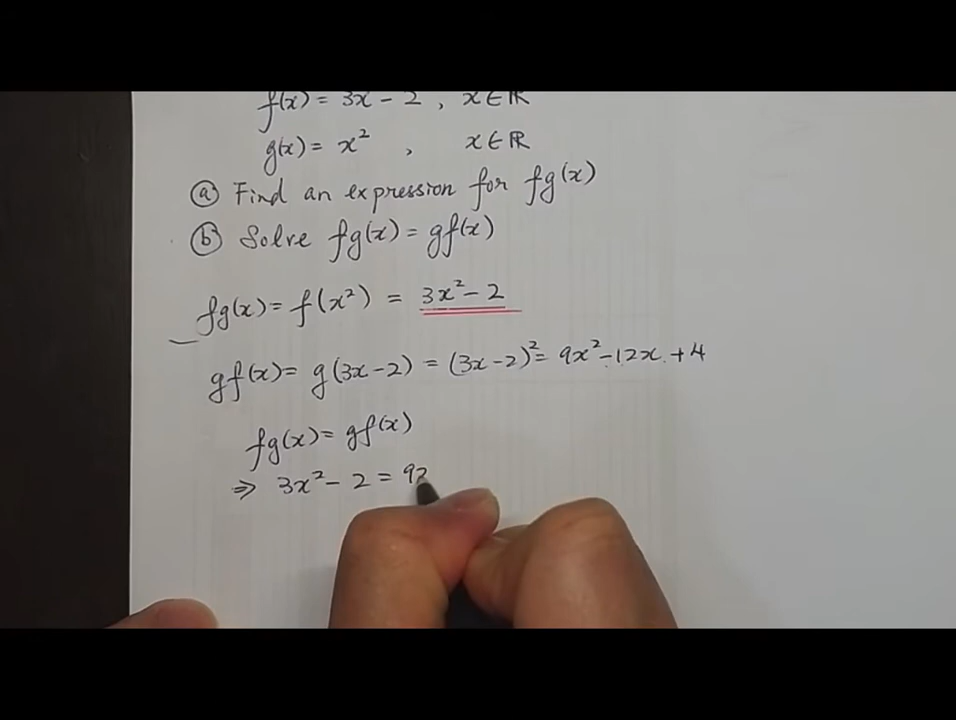 f(x) = 3x - 2 , x ∈ ℝ
g(x) = x² , x ∈ ℝ
ⓐ Find an expression for fg(x)
ⓑ Solve fg(x) = gf(x)
fg(x) = f(x²) = 3x² - 2
gf(x) = g(3x - 2) = (3x - 2)² = 9x² - 12x + 4
fg(x) = gf(x)
⇒ 3x² - 2 = 9